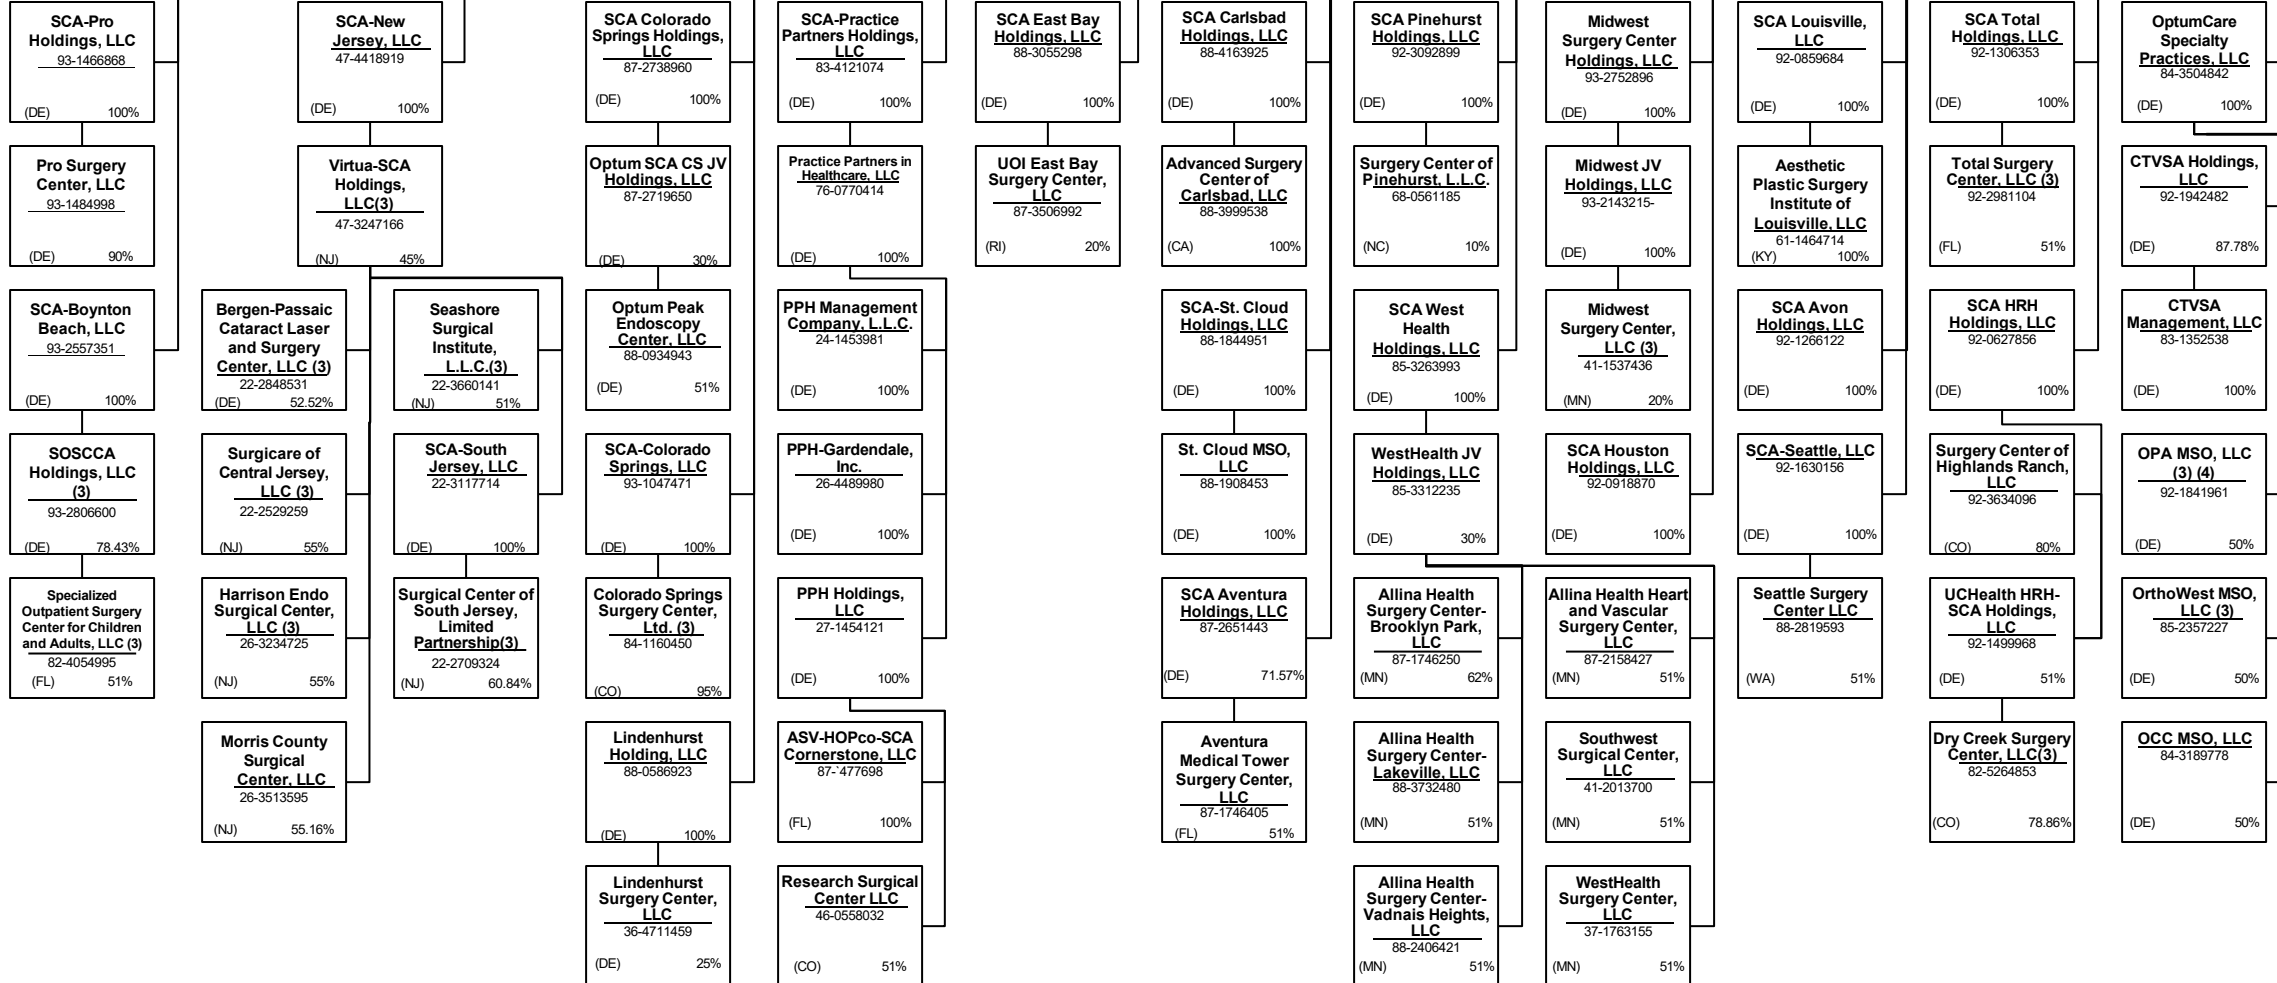 SCA-Pro
Holdings, LLC
93-1466868
(DE) 100%
Pro Surgery
Center, LLC
93-1484998
(DE) 90%
SCA-Boynton
Beach, LLC
93-2557351
(DE) 100%
SOSCCA
Holdings, LLC
(3)
93-2806600
(DE) 78.43%
Specialized
Outpatient Surgery
Center for Children
and Adults, LLC (3)
82-4054995
(FL) 51%
SCA-New
Jersey, LLC
47-4418919
(DE) 100%
Virtua-SCA
Holdings,
LLC(3)
47-3247166
(NJ) 45%
Bergen-Passaic
Cataract Laser
and Surgery
Center, LLC (3)
22-2848531
(DE) 52.52%
Surgicare of
Central Jersey,
LLC (3)
22-2529259
(NJ) 55%
Harrison Endo
Surgical Center,
LLC (3)
26-3234725
(NJ) 55%
Morris County
Surgical
Center, LLC
26-3513595
(NJ) 55.16%
Seashore
Surgical
Institute,
L.L.C.(3)
22-3660141
(NJ) 51%
SCA-South
Jersey, LLC
22-3117714
(DE) 100%
Surgical Center of
South Jersey,
Limited
Partnership(3)
22-2709324
(NJ) 60.84%
SCA Colorado
Springs Holdings,
LLC
87-2738960
(DE) 100%
Optum SCA CS JV
Holdings, LLC
87-2719650
(DE) 30%
Optum Peak
Endoscopy
Center, LLC
88-0934943
(DE) 51%
SCA-Colorado
Springs, LLC
93-1047471
(DE) 100%
Colorado Springs
Surgery Center,
Ltd. (3)
84-1160450
(CO) 95%
Lindenhurst
Holding, LLC
88-0586923
(DE) 100%
Lindenhurst
Surgery Center,
LLC
36-4711459
(DE) 25%
SCA-Practice
Partners Holdings,
LLC
83-4121074
(DE) 100%
Practice Partners in
Healthcare, LLC
76-0770414
(DE) 100%
PPH Management
Company, L.L.C.
24-1453981
(DE) 100%
PPH-Gardendale,
Inc.
26-4489980
(DE) 100%
PPH Holdings,
LLC
27-1454121
(DE) 100%
ASV-HOPco-SCA
Cornerstone, LLC
87-`477698
(FL) 100%
Research Surgical
Center LLC
46-0558032
(CO) 51%
SCA East Bay
Holdings, LLC
88-3055298
(DE) 100%
UOI East Bay
Surgery Center,
LLC
87-3506992
(RI) 20%
SCA Carlsbad
Holdings, LLC
88-4163925
(DE) 100%
Advanced Surgery
Center of
Carlsbad, LLC
88-3999538
(CA) 100%
SCA-St. Cloud
Holdings, LLC
88-1844951
(DE) 100%
St. Cloud MSO,
LLC
88-1908453
(DE) 100%
SCA Aventura
Holdings, LLC
87-2651443
(DE) 71.57%
Aventura
Medical Tower
Surgery Center,
LLC
87-1746405
(FL) 51%
SCA Pinehurst
Holdings, LLC
92-3092899
(DE) 100%
Surgery Center of
Pinehurst, L.L.C.
68-0561185
(NC) 10%
SCA West
Health
Holdings, LLC
85-3263993
(DE) 100%
WestHealth JV
Holdings, LLC
85-3312235
(DE) 30%
Allina Health
Surgery Center-
Brooklyn Park,
LLC
87-1746250
(MN) 62%
Allina Health
Surgery Center-
Lakeville, LLC
88-3732480
(MN) 51%
Allina Health
Surgery Center-
Vadnais Heights,
LLC
88-2406421
(MN) 51%
Midwest
Surgery Center
Holdings, LLC
93-2752896
(DE) 100%
Midwest JV
Holdings, LLC
93-2143215-
(DE) 100%
Midwest
Surgery Center,
LLC (3)
41-1537436
(MN) 20%
SCA Houston
Holdings, LLC
92-0918870
(DE) 100%
Allina Health Heart
and Vascular
Surgery Center,
LLC
87-2158427
(MN) 51%
Southwest
Surgical Center,
LLC
41-2013700
(MN) 51%
WestHealth
Surgery Center,
LLC
37-1763155
(MN) 51%
SCA Louisville,
LLC
92-0859684
(DE) 100%
Aesthetic
Plastic Surgery
Institute of
Louisville, LLC
61-1464714
(KY) 100%
SCA Avon
Holdings, LLC
92-1266122
(DE) 100%
SCA-Seattle, LLC
92-1630156
(DE) 100%
Seattle Surgery
Center LLC
88-2819593
(WA) 51%
SCA Total
Holdings, LLC
92-1306353
(DE) 100%
Total Surgery
Center, LLC (3)
92-2981104
(FL) 51%
SCA HRH
Holdings, LLC
92-0627856
(DE) 100%
Surgery Center of
Highlands Ranch,
LLC
92-3634096
(CO) 80%
UCHealth HRH-
SCA Holdings,
LLC
92-1499968
(DE) 51%
Dry Creek Surgery
Center, LLC(3)
82-5264853
(CO) 78.86%
OptumCare
Specialty
Practices, LLC
84-3504842
(DE) 100%
CTVSA Holdings,
LLC
92-1942482
(DE) 87.78%
CTVSA
Management, LLC
83-1352538
(DE) 100%
OPA MSO, LLC
(3) (4)
92-1841961
(DE) 50%
OrthoWest MSO,
LLC (3)
85-2357227
(DE) 50%
OCC MSO, LLC
84-3189778
(DE) 50%